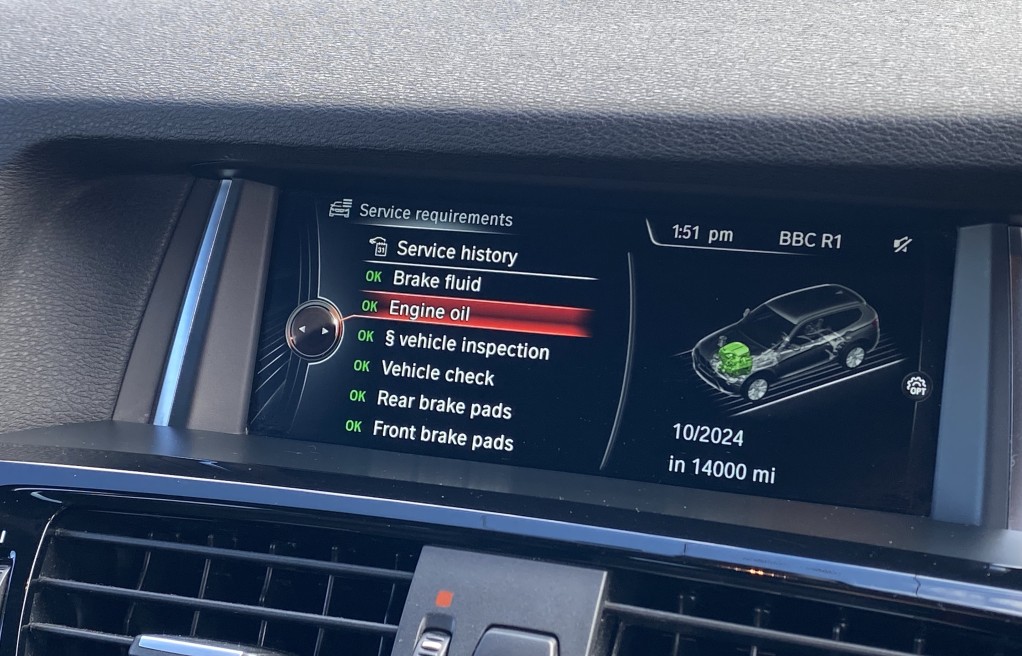 Service requirements
1:51 pm
BBC R1
31
Service history
OK Brake fluid
OK Engine oil
OK § vehicle inspection
OK Vehicle check
OK Rear brake pads
OK Front brake pads
OPT
10/2024
in 14000 mi